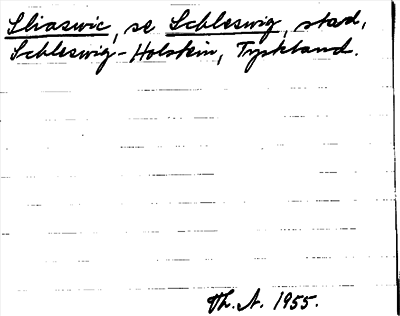 Sliaswic, se Schleswig, stad,
Schleswig-Holstein, Tyskland.
Th. A. 1955.